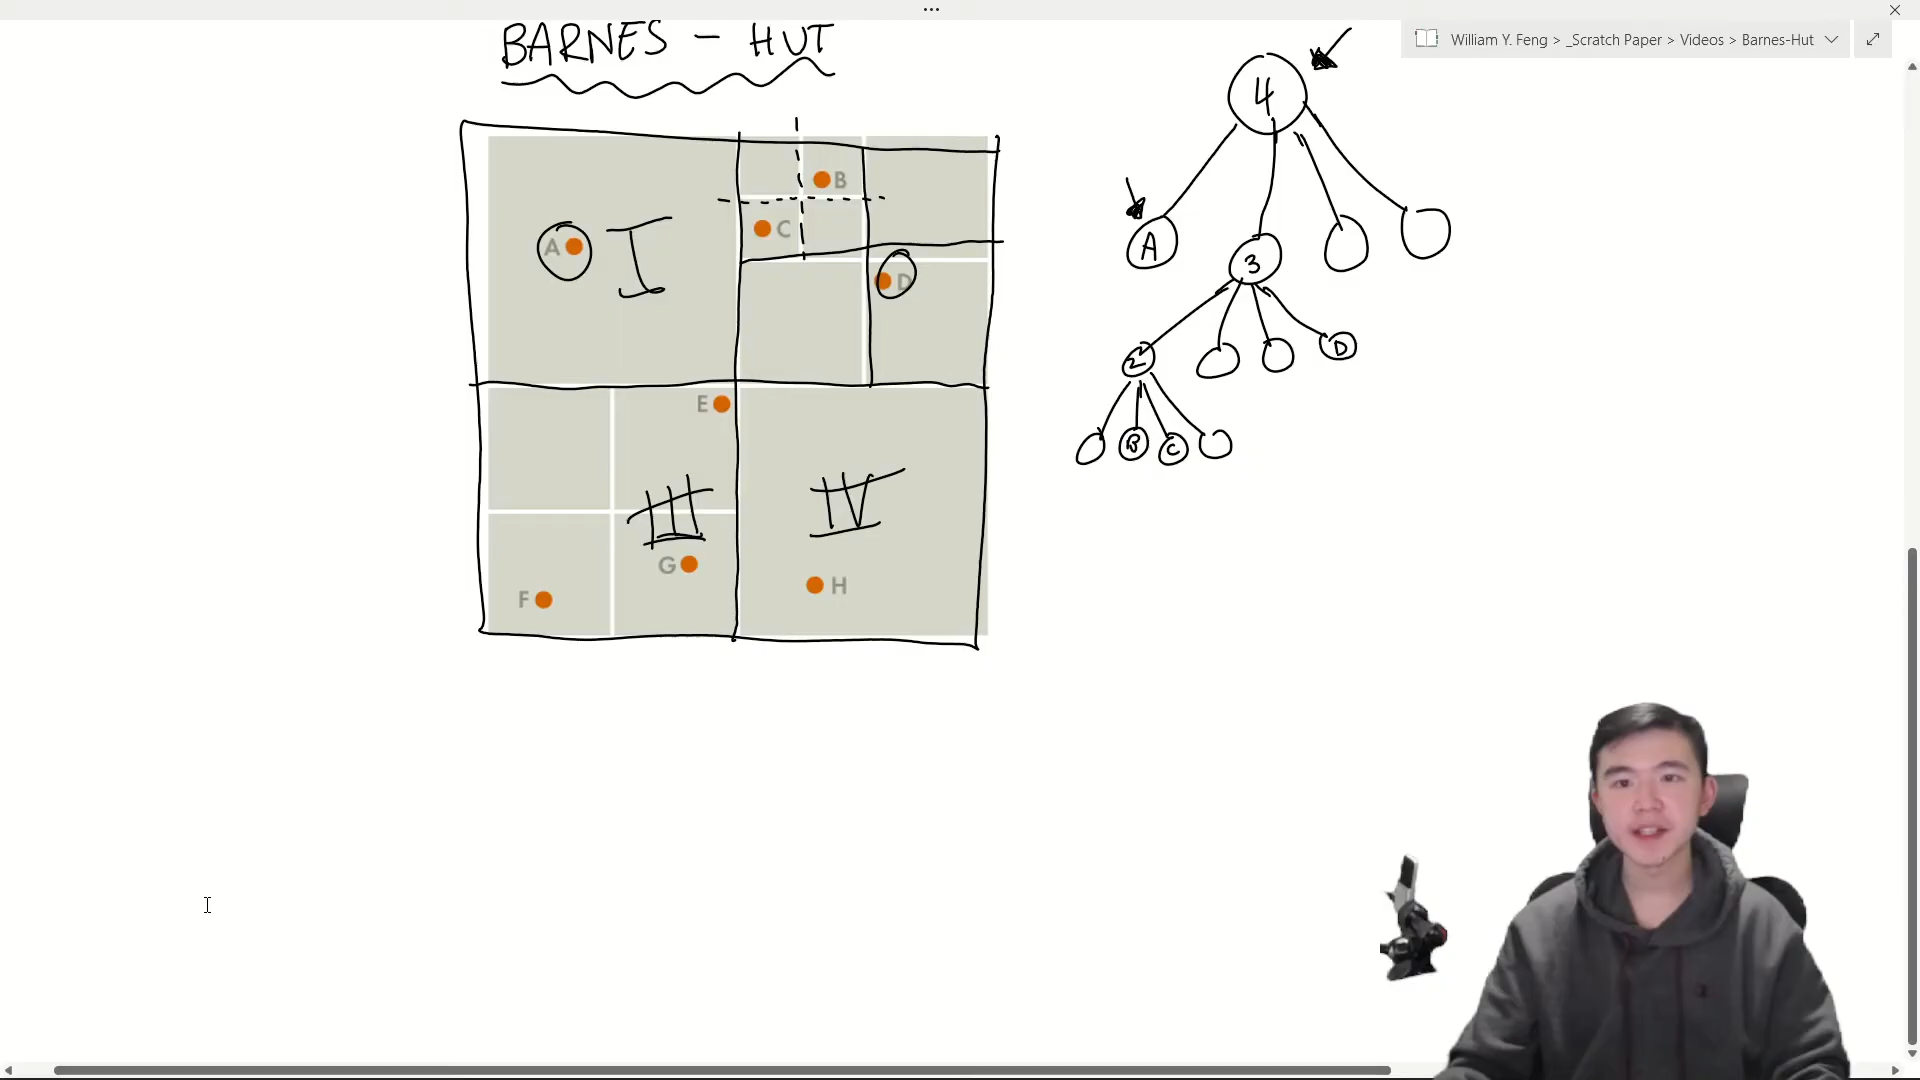 BARNES - HUT
William Y. Feng > _Scratch Paper > Videos > Barnes-Hut
4
B
C
A
I
D
A
3
2
D
E
B
C
III
IV
G
H
F